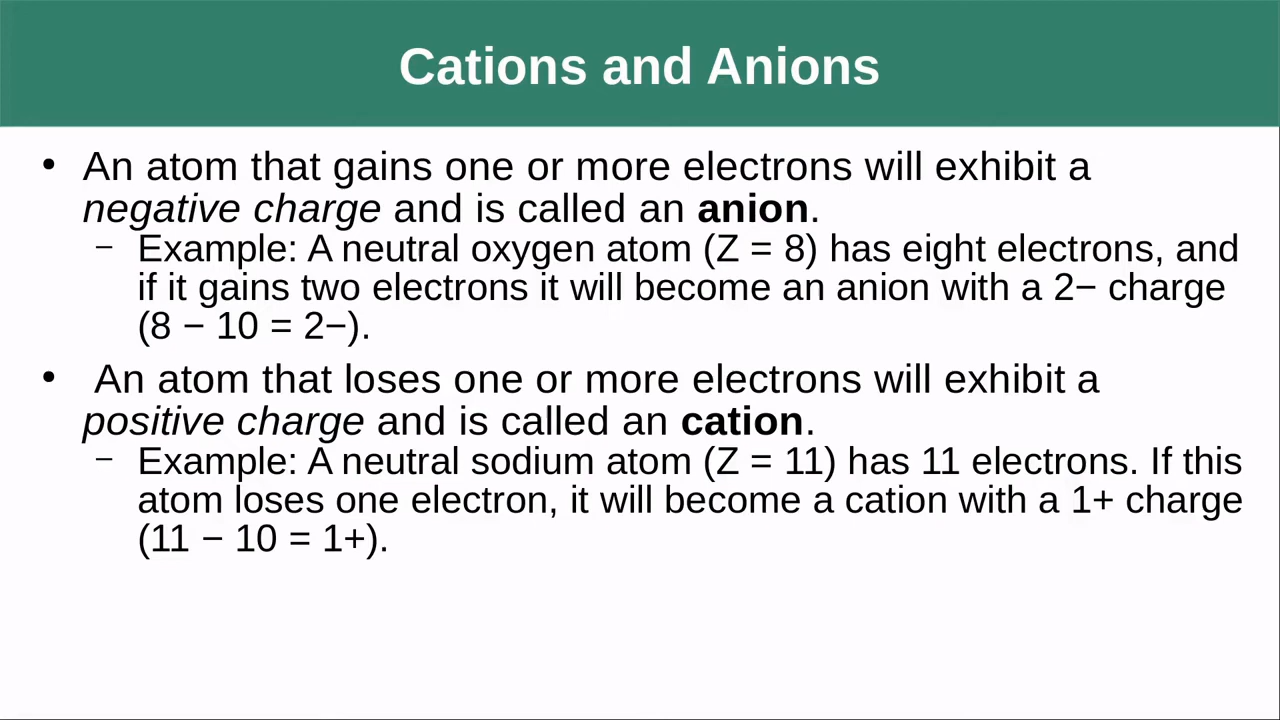 Cations and Anions
• An atom that gains one or more electrons will exhibit a
negative charge and is called an anion.
– Example: A neutral oxygen atom (Z = 8) has eight electrons, and
if it gains two electrons it will become an anion with a 2− charge
(8 − 10 = 2−).
• An atom that loses one or more electrons will exhibit a
positive charge and is called an cation.
– Example: A neutral sodium atom (Z = 11) has 11 electrons. If this
atom loses one electron, it will become a cation with a 1+ charge
(11 − 10 = 1+).